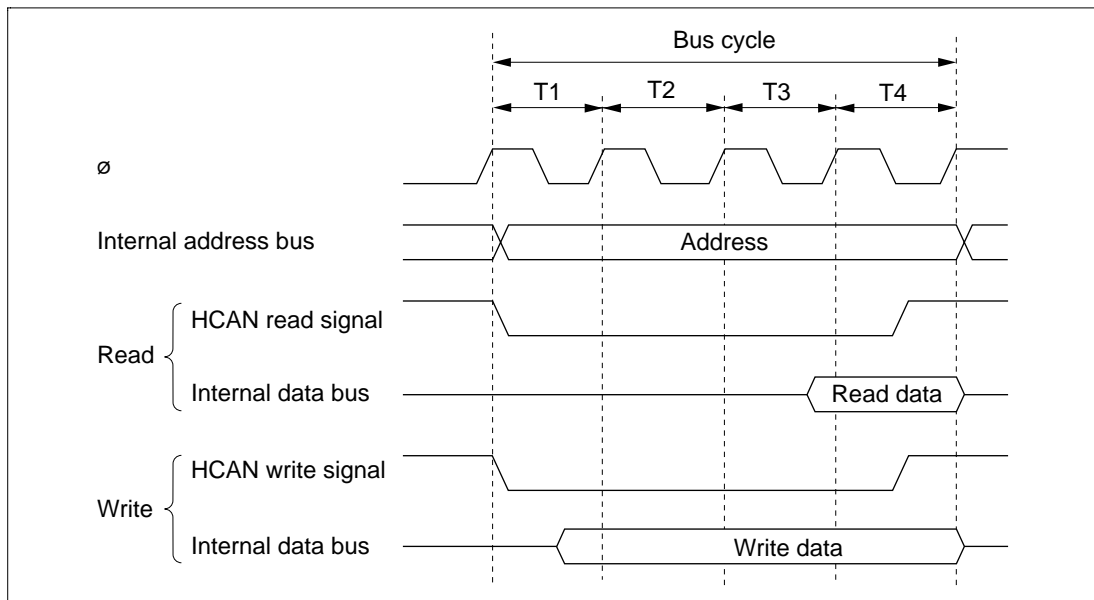 Bus cycle
T1 T2 T3 T4
ø
Internal address bus Address
HCAN read signal
Read
Internal data bus Read data
HCAN write signal
Write
Internal data bus Write data